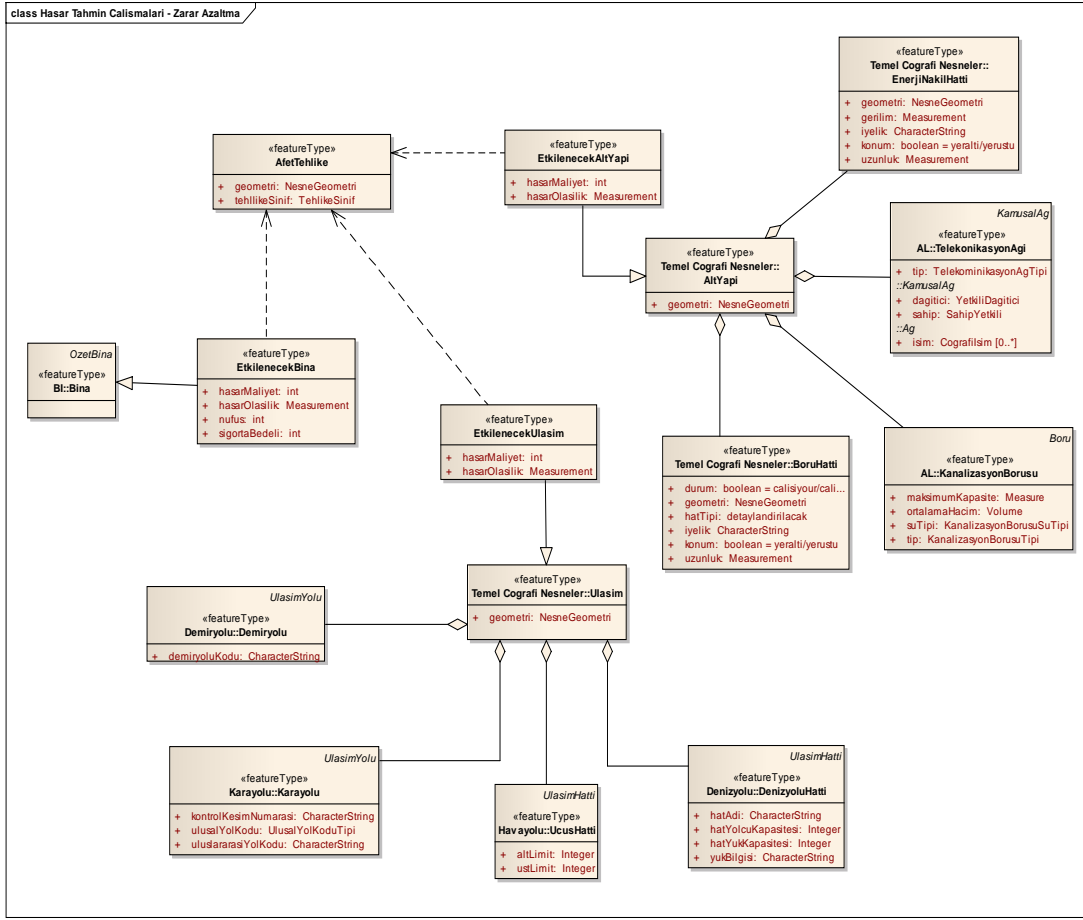 class Hasar Tahmin Calismalari - Zarar Azaltma
«featureType»
Temel Cografi Nesneler::
EnerjiNakilHatti
+ geometri: NesneGeometri
+ gerilim: Measurement
+ iyelik: CharacterString
+ konum: boolean = yeralti/yerustu
+ uzunluk: Measurement
«featureType»
AfetTehlike
+ geometri: NesneGeometri
+ tehllikeSinif: TehlikeSinif
«featureType»
EtkilenecekAltYapi
+ hasarMaliyet: int
+ hasarOlasilik: Measurement
KamusalAg
«featureType»
AL::TelekonikasyonAgi
+ tip: TelekominikasyonAgTipi
::KamusalAg
+ dagitici: YetkiliDagitici
+ sahip: SahipYetkili
::Ag
+ isim: CografiIsim [0..*]
«featureType»
Temel Cografi Nesneler::
AltYapi
+ geometri: NesneGeometri
OzetBina
«featureType»
BI::Bina
«featureType»
EtkilenecekBina
+ hasarMaliyet: int
+ hasarOlasilik: Measurement
+ nufus: int
+ sigortaBedeli: int
«featureType»
EtkilenecekUlasim
+ hasarMaliyet: int
+ hasarOlasilik: Measurement
«featureType»
Temel Cografi Nesneler::BoruHatti
+ durum: boolean = calisiyour/cali...
+ geometri: NesneGeometri
+ hatTipi: detaylandirilacak
+ iyelik: CharacterString
+ konum: boolean = yeralti/yerustu
+ uzunluk: Measurement
Boru
«featureType»
AL::KanalizasyonBorusu
+ maksimumKapasite: Measure
+ ortalamaHacim: Volume
+ suTipi: KanalizasyonBorusuSuTipi
+ tip: KanalizasyonBorusuTipi
«featureType»
Temel Cografi Nesneler::Ulasim
+ geometri: NesneGeometri
UlasimYolu
«featureType»
Demiryolu::Demiryolu
+ demiryoluKodu: CharacterString
UlasimYolu
«featureType»
Karayolu::Karayolu
+ kontrolKesimNumarasi: CharacterString
+ ulusalYolKodu: UlusalYolKoduTipi
+ uluslararasiYolKodu: CharacterString
UlasimHatti
«featureType»
Havayolu::UcusHatti
+ altLimit: Integer
+ ustLimit: Integer
UlasimHatti
«featureType»
Denizyolu::DenizyoluHatti
+ hatAdi: CharacterString
+ hatYolcuKapasitesi: Integer
+ hatYukKapasitesi: Integer
+ yukBilgisi: CharacterString